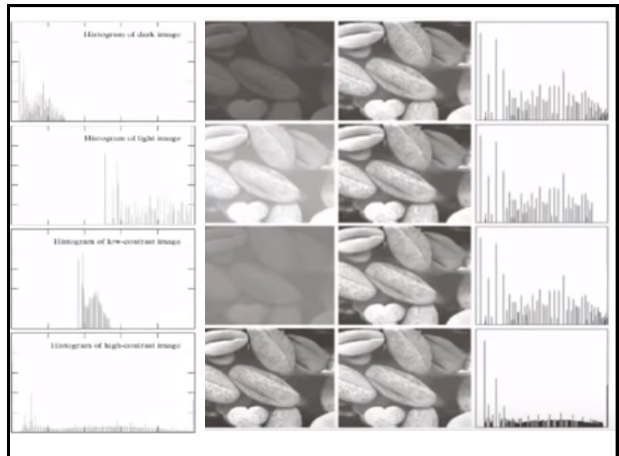 Histogram of dark image
Histogram of light image
Histogram of low-contrast image
Histogram of high-contrast image